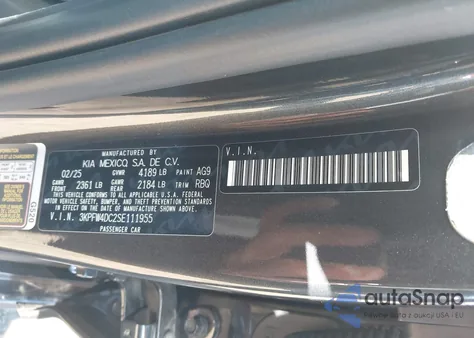 MANUFACTURED BY
KIA MEXICO, S.A. DE C.V.
02/25 GVWR 4189 LB PAINT AG9
GAWR 2361 LB GAWR 2184 LB TRIM RBQ
THIS VEHICLE CONFORMS TO ALL APPLICABLE U.S.A. FEDERAL
MOTOR VEHICLE SAFETY, BUMPER, AND THEFT PREVENTION
STANDARDS IN EFFECT ON THE DATE OF MANUFACTURE SHOWN ABOVE.
V.I.N. 3KPFW4DC2SE111955
PASSENGER CAR
V.I.N.
autoSnap